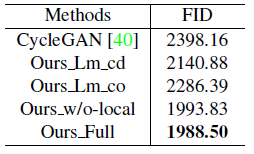 Methods FID
CycleGAN [40] 2398.16
Ours_Lm_cd 2140.88
Ours_Lm_co 2286.39
Ours_w/o-local 1993.83
Ours_Full 1988.50